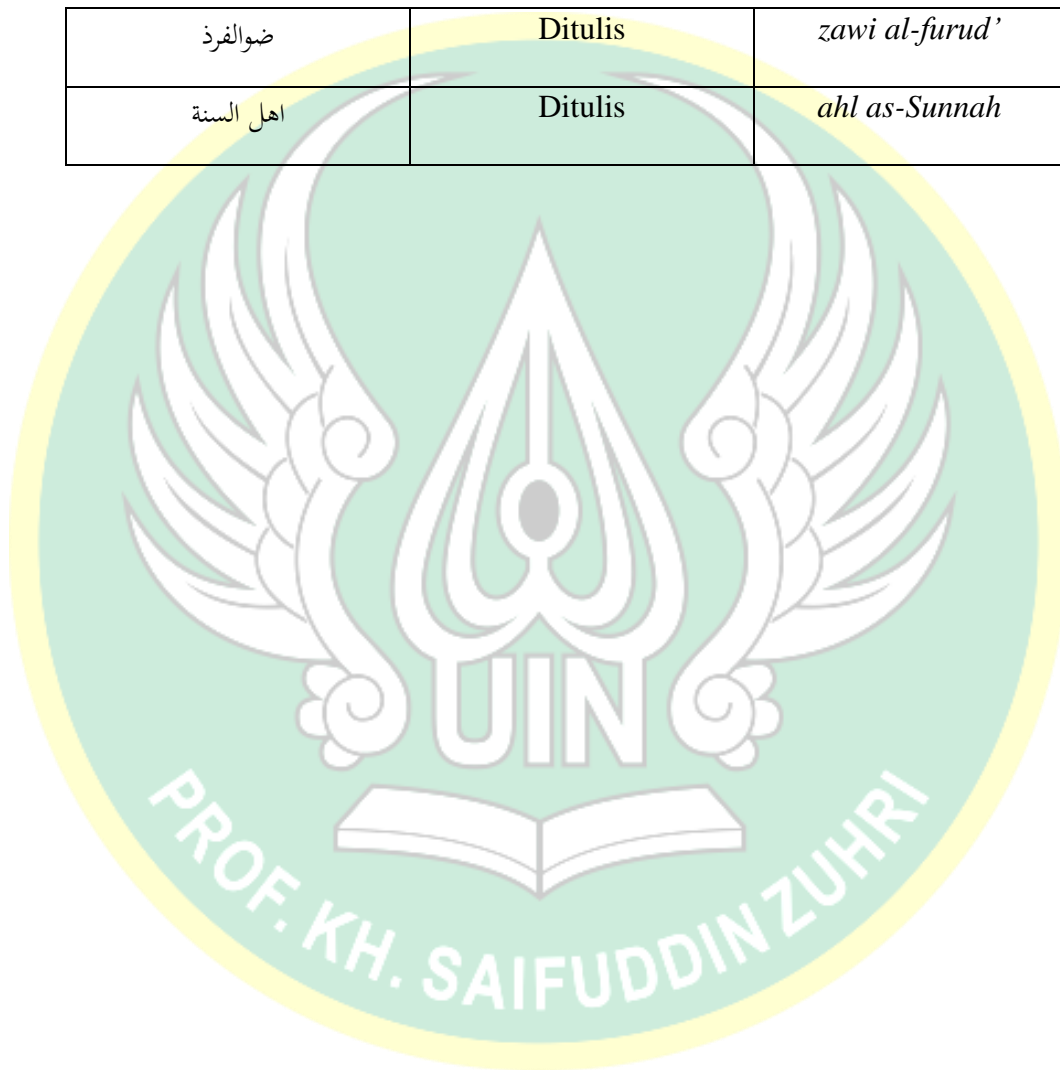 ضوالفرذ Ditulis zawi al-furud’
اهل السنة Ditulis ahl as-Sunnah
UIN
PROF. KH. SAIFUDDIN ZUHRI